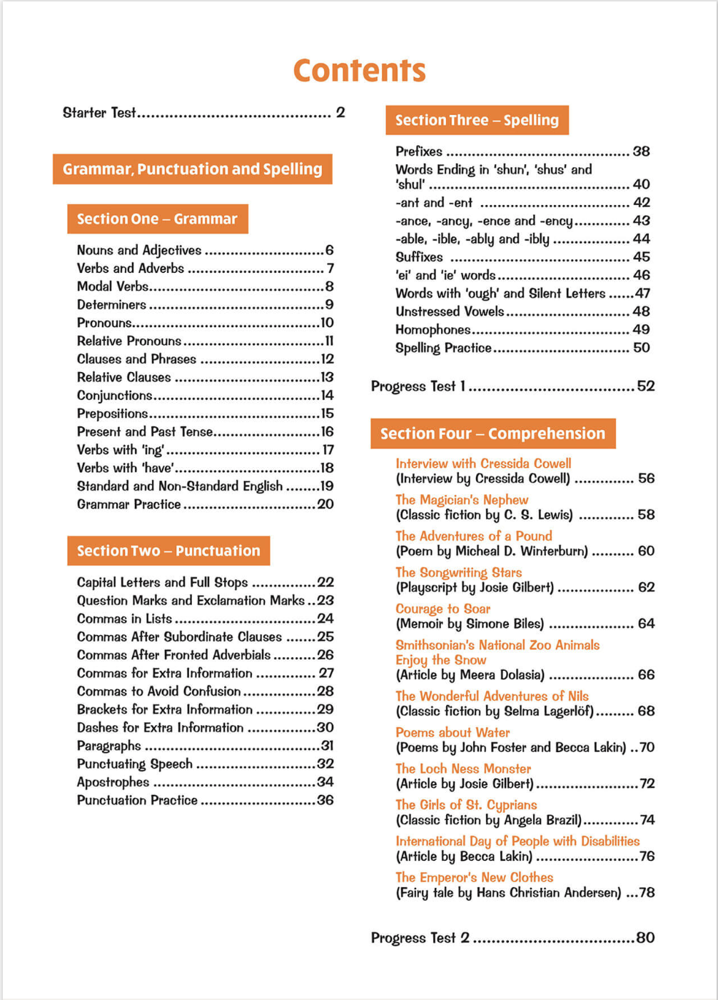 Contents
Starter Test.......................................... 2
Grammar, Punctuation and Spelling
Section One – Grammar
Nouns and Adjectives .............................6
Verbs and Adverbs ................................. 7
Modal Verbs..........................................8
Determiners ..........................................9
Pronouns.............................................10
Relative Pronouns ..................................11
Clauses and Phrases .............................12
Relative Clauses ...................................13
Conjunctions........................................14
Prepositions.........................................15
Present and Past Tense..........................16
Verbs with ‘ing’ ..................................... 17
Verbs with ‘have’...................................18
Standard and Non-Standard English ........19
Grammar Practice ................................20
Section Two – Punctuation
Capital Letters and Full Stops ...............22
Question Marks and Exclamation Marks ..23
Commas in Lists ..................................24
Commas After Subordinate Clauses .......25
Commas After Fronted Adverbials ..........26
Commas for Extra Information .............. 27
Commas to Avoid Confusion..................28
Brackets for Extra Information ..............29
Dashes for Extra Information ................30
Paragraphs ..........................................31
Punctuating Speech .............................32
Apostrophes .......................................34
Punctuation Practice ............................36
Section Three – Spelling
Prefixes ............................................ 38
Words Ending in ‘shun’, ‘shus’ and
‘shul’ ................................................ 40
-ant and -ent .................................... 42
-ance, -ancy, -ence and -ency............. 43
-able, -ible, -ably and -ibly .................. 44
Suffixes ........................................... 45
‘ei’ and ‘ie’ words................................ 46
Words with ‘ough’ and Silent Letters ......47
Unstressed Vowels.............................. 48
Homophones...................................... 49
Spelling Practice................................. 50
Progress Test 1 ....................................52
Section Four – Comprehension
Interview with Cressida Cowell
(Interview by Cressida Cowell) .............. 56
The Magician’s Nephew
(Classic fiction by C. S. Lewis) ............. 58
The Adventures of a Pound
(Poem by Micheal D. Winterburn) .......... 60
The Songwriting Stars
(Playscript by Josie Gilbert) .................. 62
Courage to Soar
(Memoir by Simone Biles) .................... 64
Smithsonian’s National Zoo Animals
Enjoy the Snow
(Article by Meera Dolasia) .................... 66
The Wonderful Adventures of Nils
(Classic fiction by Selma Lagerlöf)......... 68
Poems about Water
(Poems by John Foster and Becca Lakin) ..70
The Loch Ness Monster
(Article by Josie Gilbert).........................72
The Girls of St. Cyprians
(Classic fiction by Angela Brazil).............74
International Day of People with Disabilities
(Article by Becca Lakin) .........................76
The Emperor’s New Clothes
(Fairy tale by Hans Christian Andersen) ...78
Progress Test 2 ...................................80